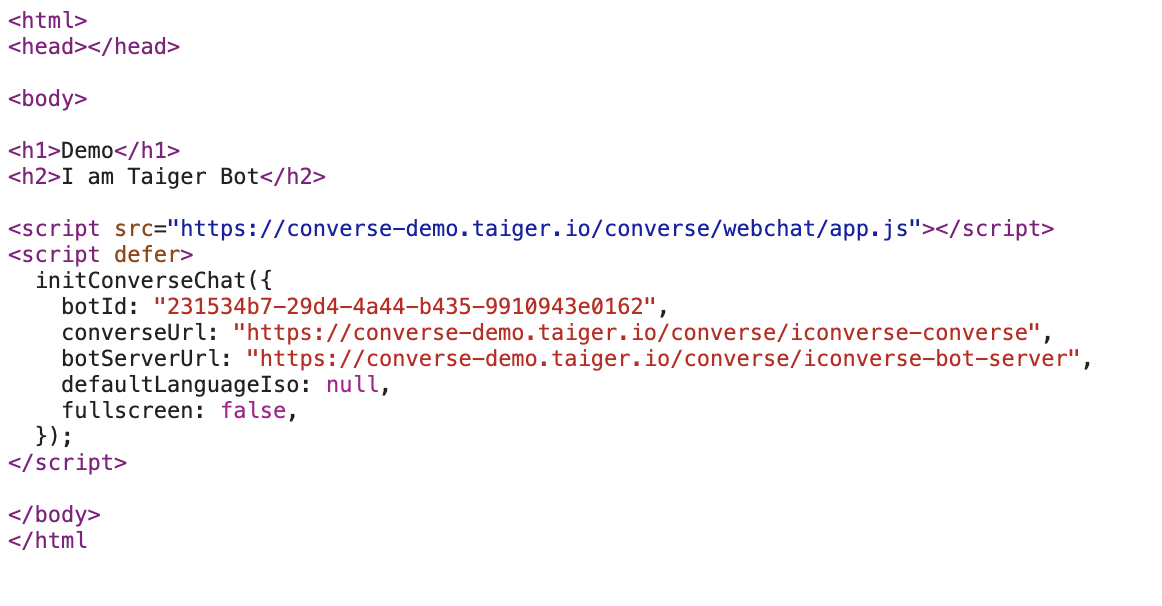 <html>
<head></head>
<body>
<h1>Demo</h1>
<h2>I am Taiger Bot</h2>
<script src="https://converse-demo.taiger.io/converse/webchat/app.js"></script>
<script defer>
  initConverseChat({
    botId: "231534b7-29d4-4a44-b435-9910943e0162",
    converseUrl: "https://converse-demo.taiger.io/converse/iconverse-converse",
    botServerUrl: "https://converse-demo.taiger.io/converse/iconverse-bot-server",
    defaultLanguageIso: null,
    fullscreen: false,
  });
</script>
</body>
</html